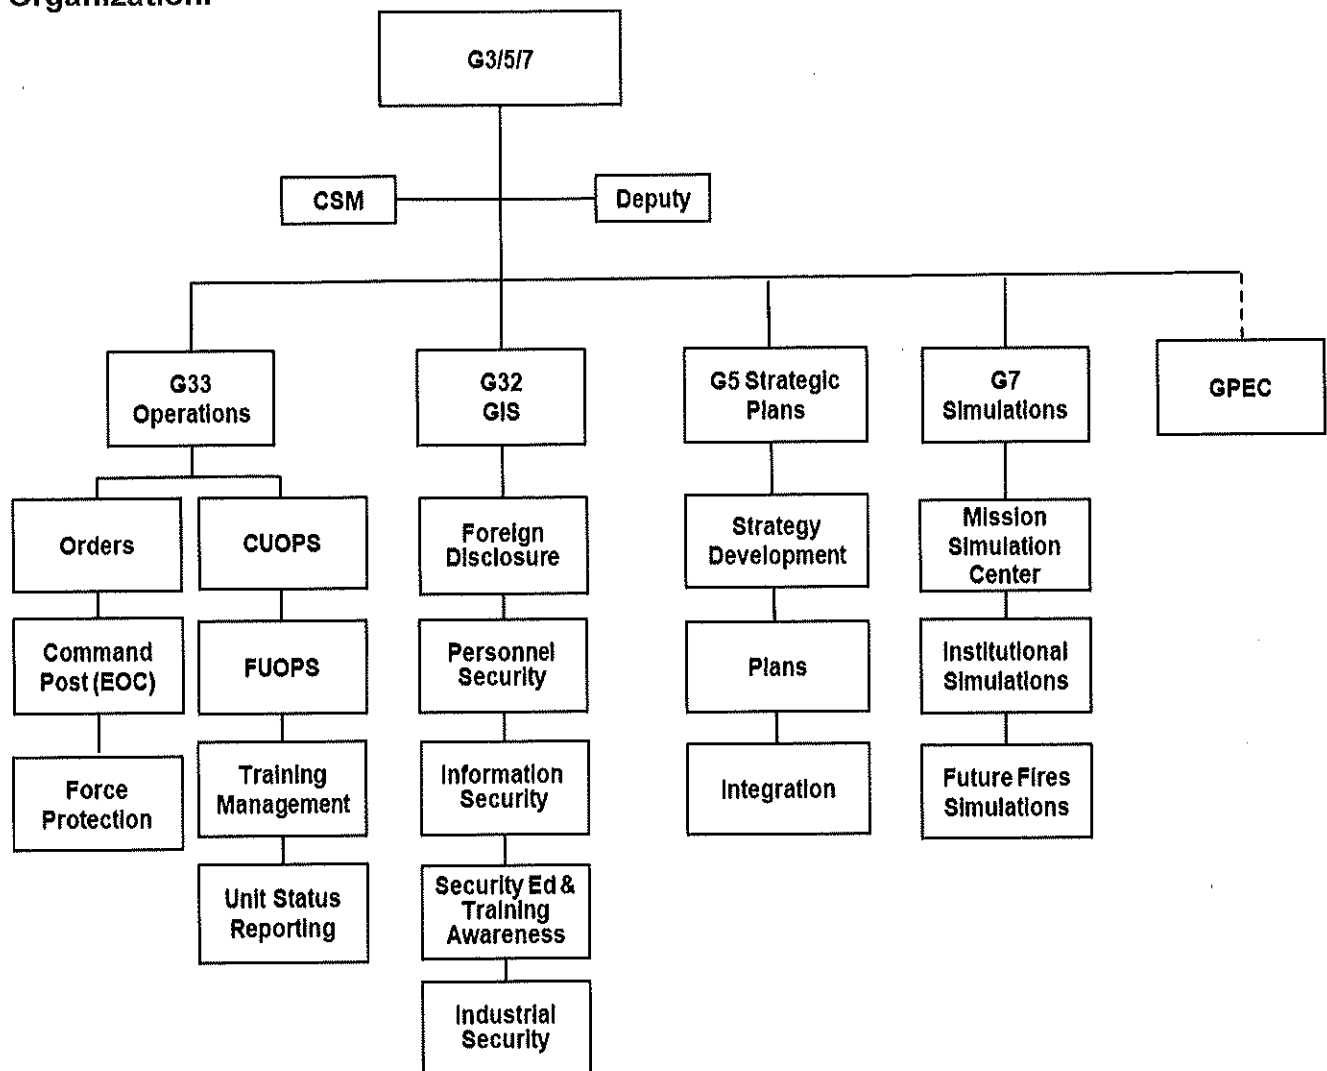 Organization:
G3/5/7
CSM
Deputy
G33
Operations
G32
GIS
G5 Strategic
Plans
G7
Simulations
GPEC
Orders
CUOPS
Foreign
Disclosure
Strategy
Development
Mission
Simulation
Center
Command
Post (EOC)
FUOPS
Personnel
Security
Plans
Institutional
Simulations
Force
Protection
Training
Management
Information
Security
Integration
Future Fires
Simulations
Unit Status
Reporting
Security Ed &
Training
Awareness
Industrial
Security